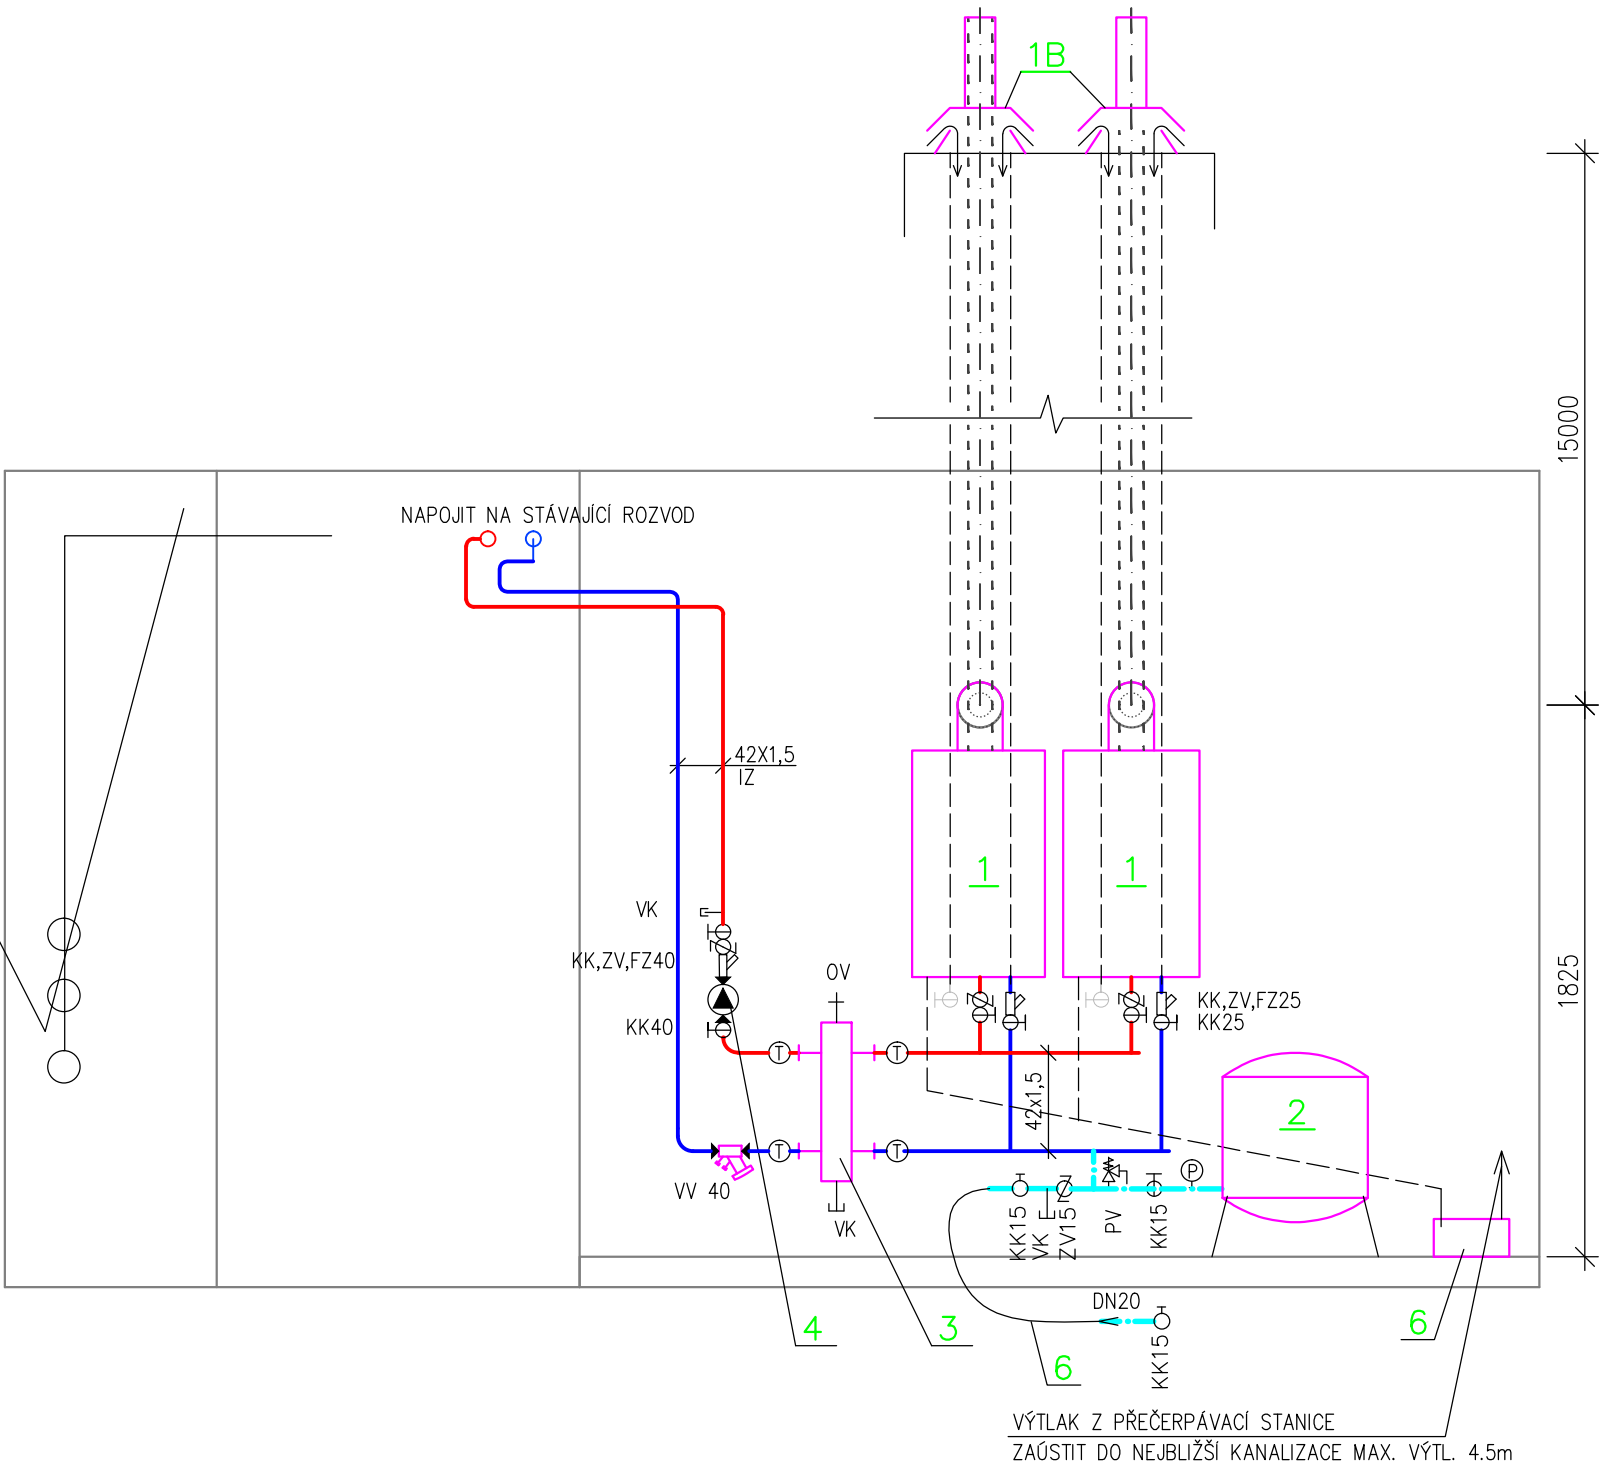 1B
15000
NAPOJIT NA STÁVAJÍCÍ ROZVOD
42X1,5
IZ
1
1
VK
KK,ZV,FZ40
OV
KK40
KK,ZV,FZ25
KK25
1825
T
T
42x1,5
2
T
T
P
VV 40
VK
KK15
VK
ZV15
PV
KK15
DN20
KK15
4
3
6
6
VÝTLAK Z PŘEČERPÁVACÍ STANICE
ZAÚSTIT DO NEJBLIŽŠÍ KANALIZACE MAX. VÝTL. 4.5m